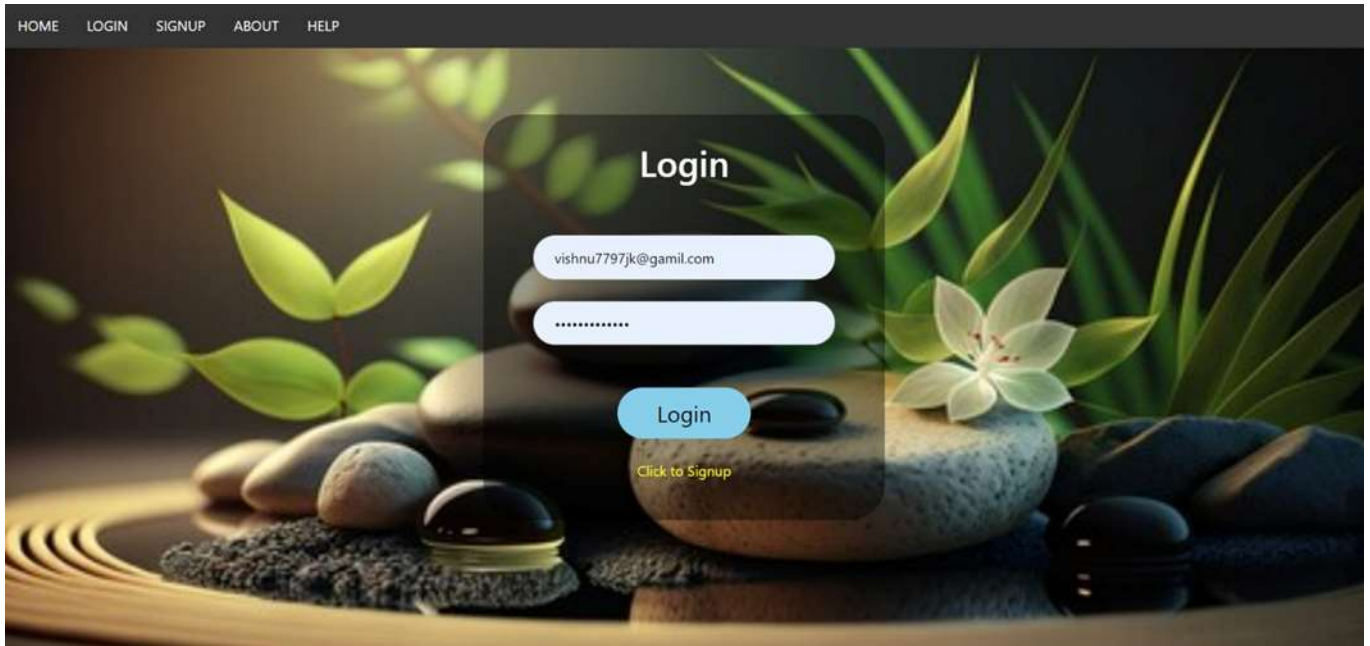 HOME LOGIN SIGNUP ABOUT HELP
Login
vishnu7797jk@gamil.com
•••••••••••••
Login
Click to Signup